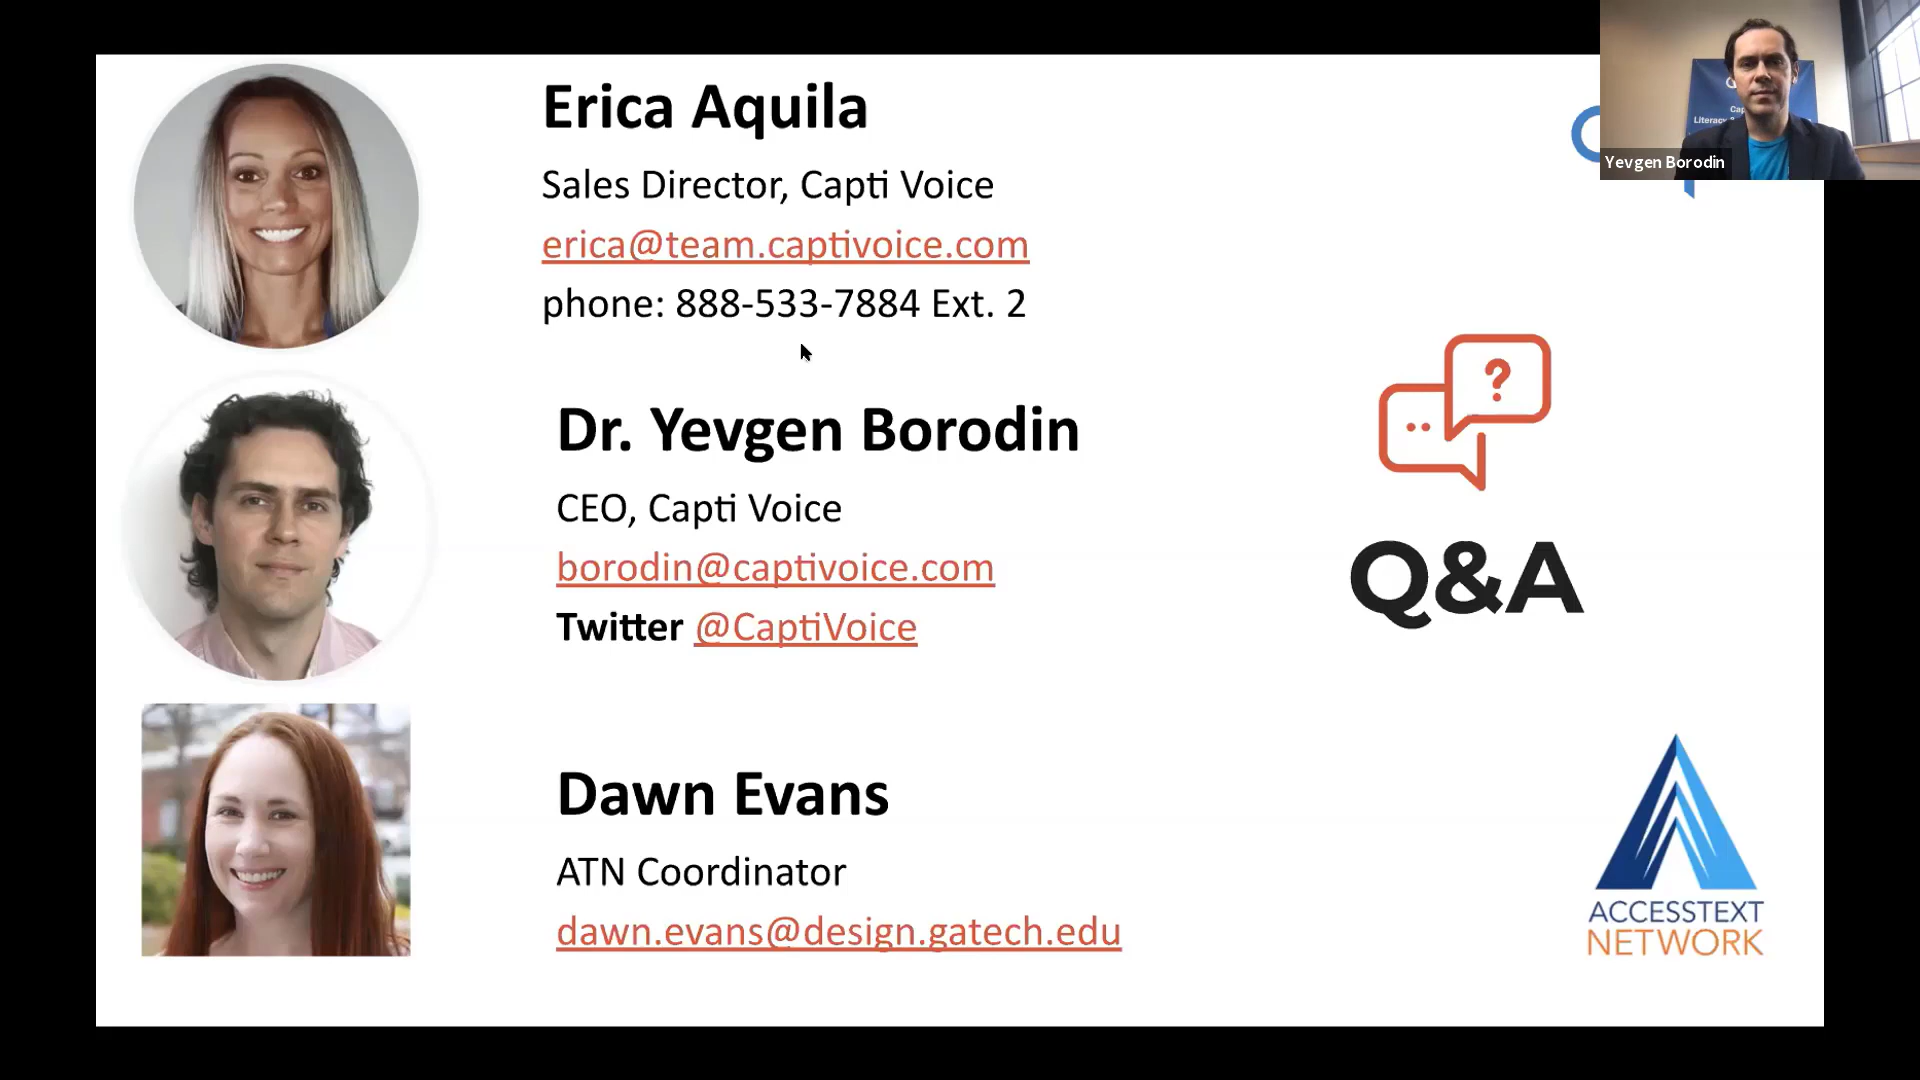 Erica Aquila
Sales Director, Capti Voice
erica@team.captivoice.com
phone: 888-533-7884 Ext. 2
Dr. Yevgen Borodin
CEO, Capti Voice
borodin@captivoice.com
Twitter @CaptiVoice
Dawn Evans
ATN Coordinator
dawn.evans@design.gatech.edu
?
Q&A
ACCESSTEXT
NETWORK
Literacy
Yevgen Borodin